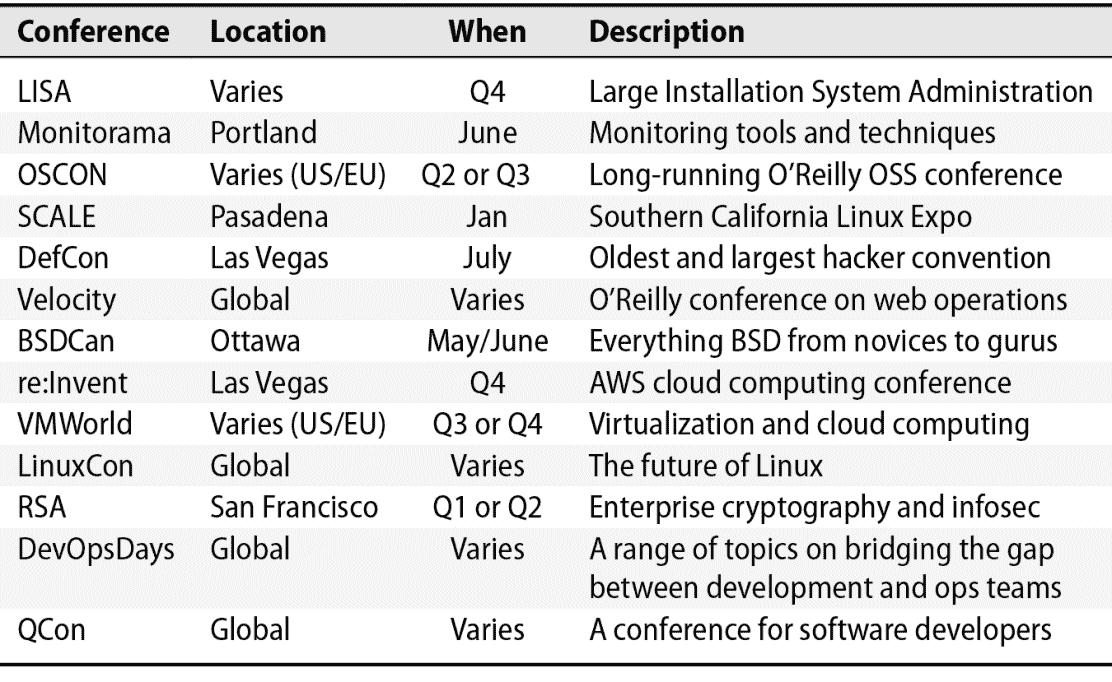 Conference Location When Description
LISA Varies Q4 Large Installation System Administration
Monitorama Portland June Monitoring tools and techniques
OSCON Varies (US/EU) Q2 or Q3 Long-running O’Reilly OSS conference
SCALE Pasadena Jan Southern California Linux Expo
DefCon Las Vegas July Oldest and largest hacker convention
Velocity Global Varies O’Reilly conference on web operations
BSDCan Ottawa May/June Everything BSD from novices to gurus
re:Invent Las Vegas Q4 AWS cloud computing conference
VMWorld Varies (US/EU) Q3 or Q4 Virtualization and cloud computing
LinuxCon Global Varies The future of Linux
RSA San Francisco Q1 or Q2 Enterprise cryptography and infosec
DevOpsDays Global Varies A range of topics on bridging the gap
between development and ops teams
QCon Global Varies A conference for software developers